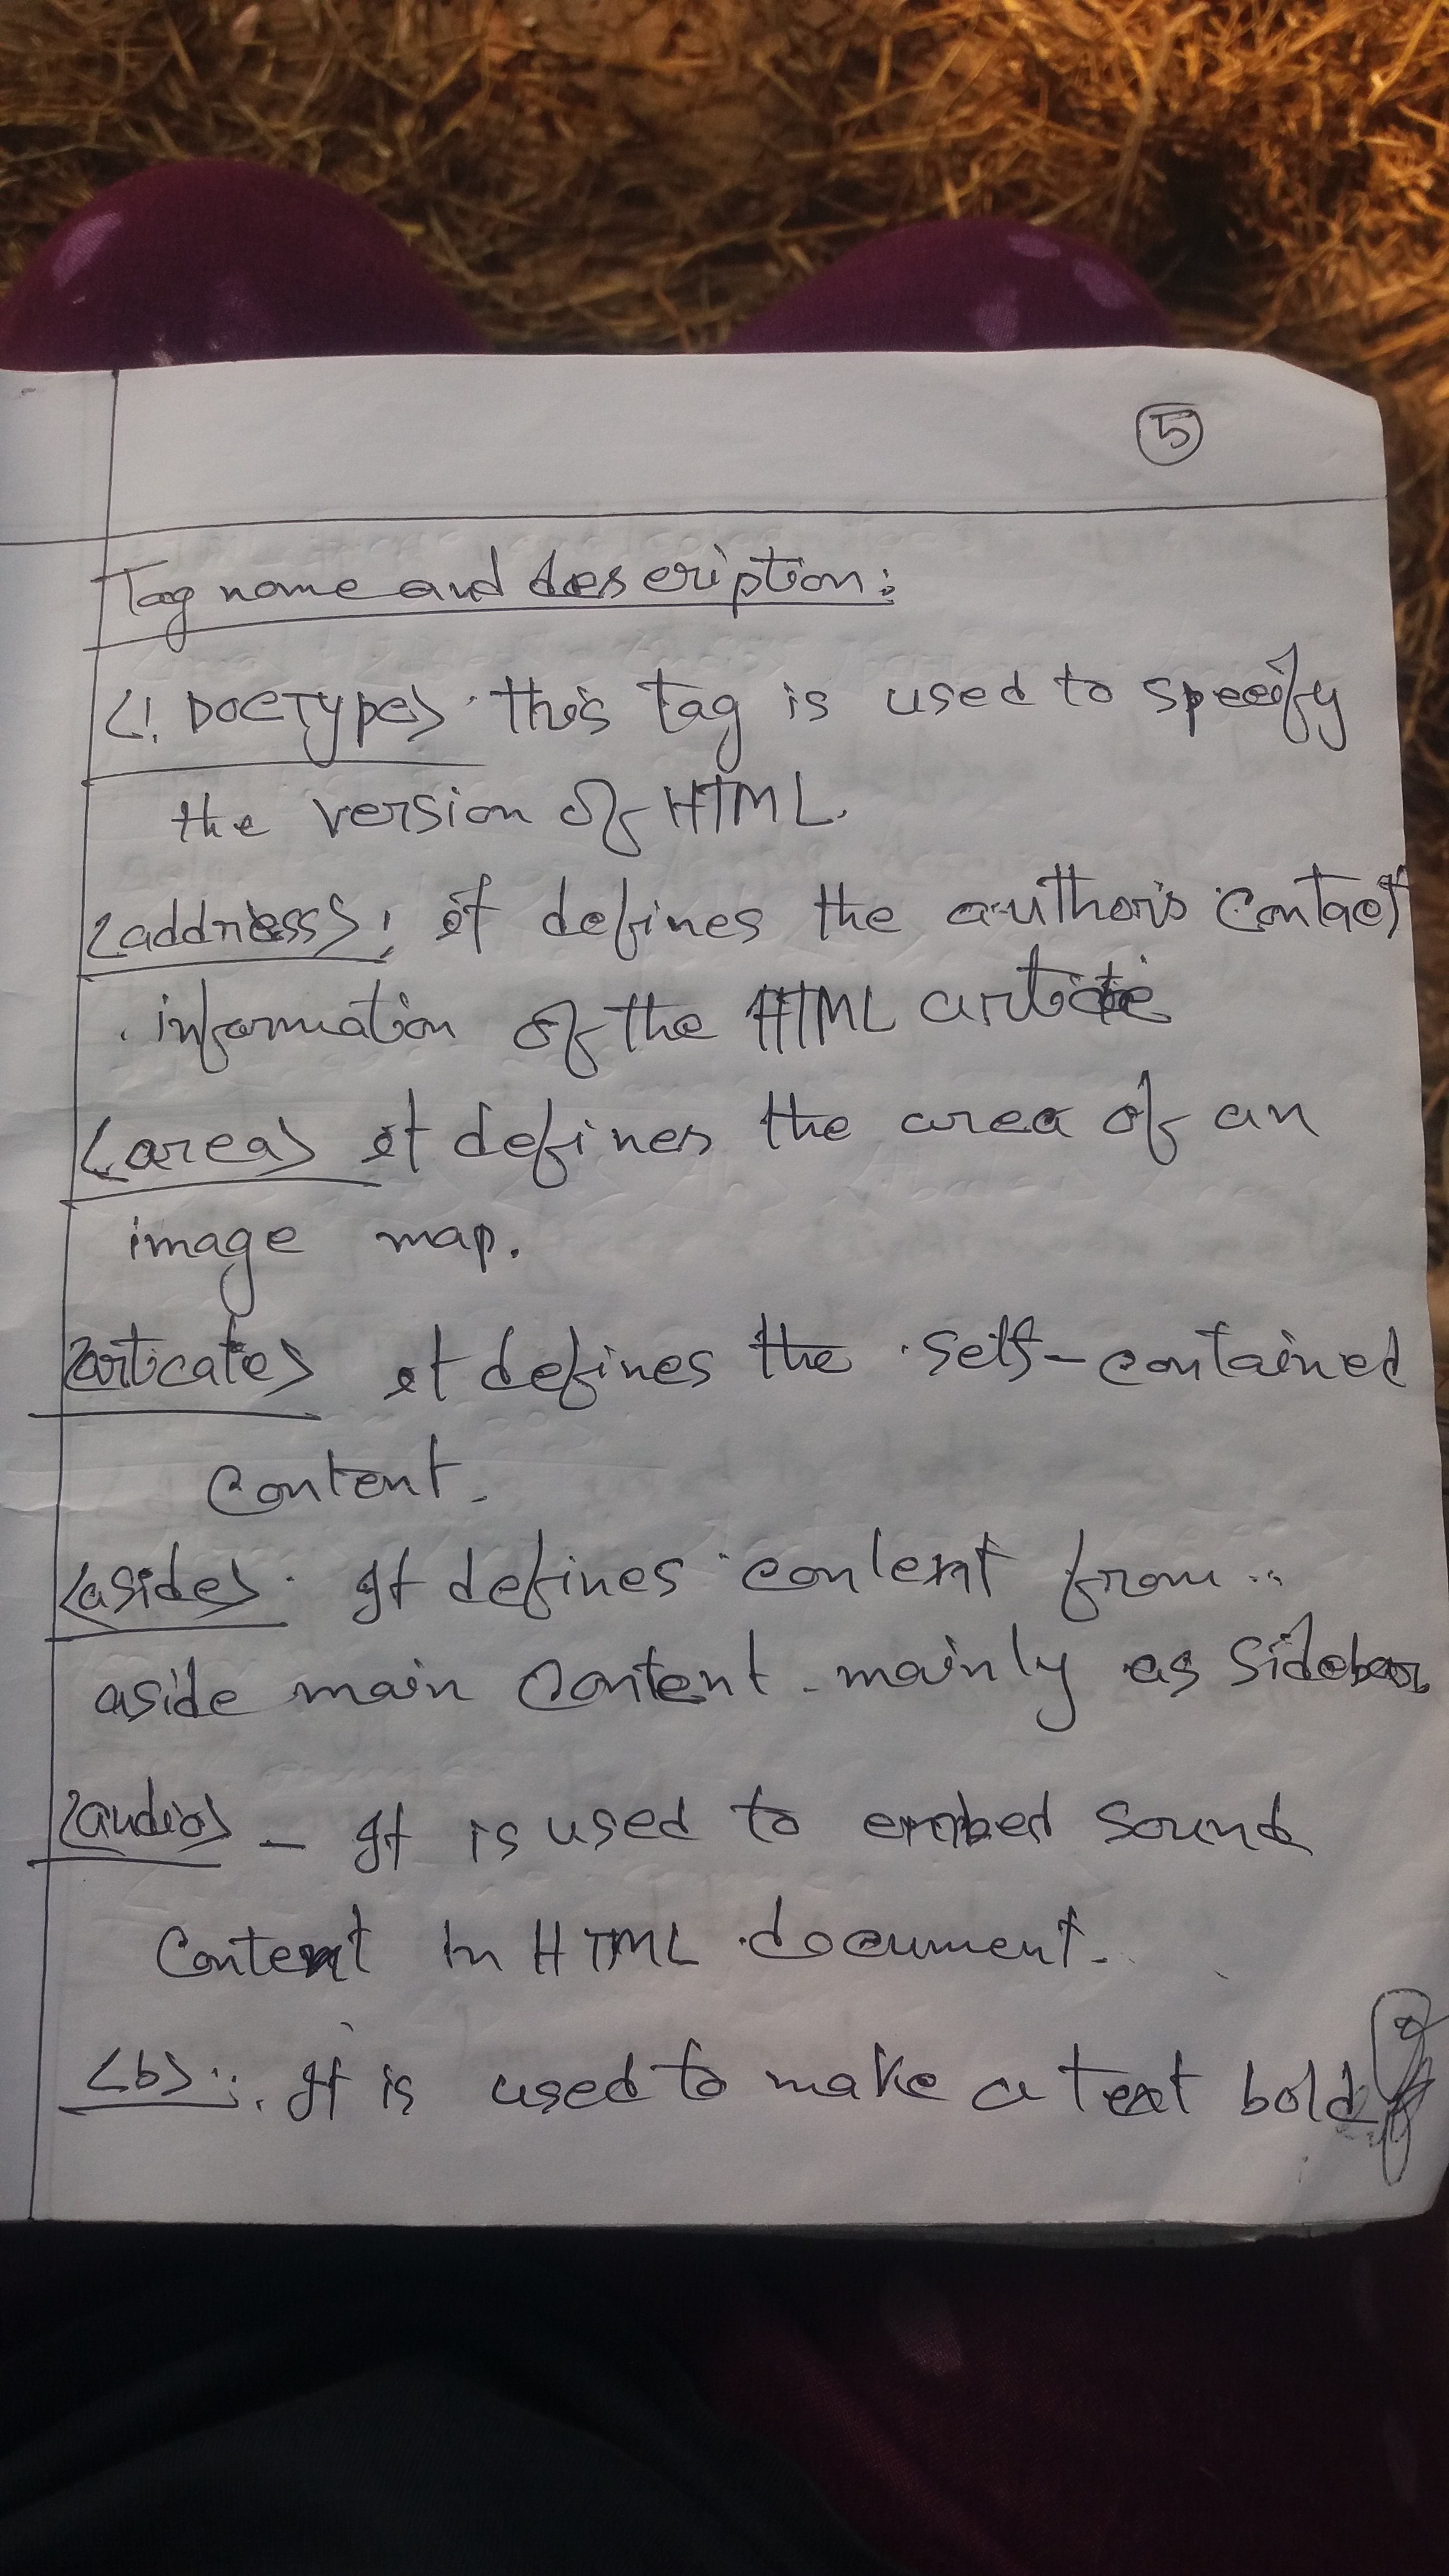 5
Tag name and description:
<!DOCType> this tag is used to specify
the version of HTML.
<address>: it defines the author's contact
information of the HTML article
<area> it defines the area of an
image map.
<articate> it defines the self-contained
content.
<aside>. It defines content from..
aside main content. mainly as sidebar.
<audio> - It is used to embed sound
content in HTML document.
<b>:. It is used to make a text bold